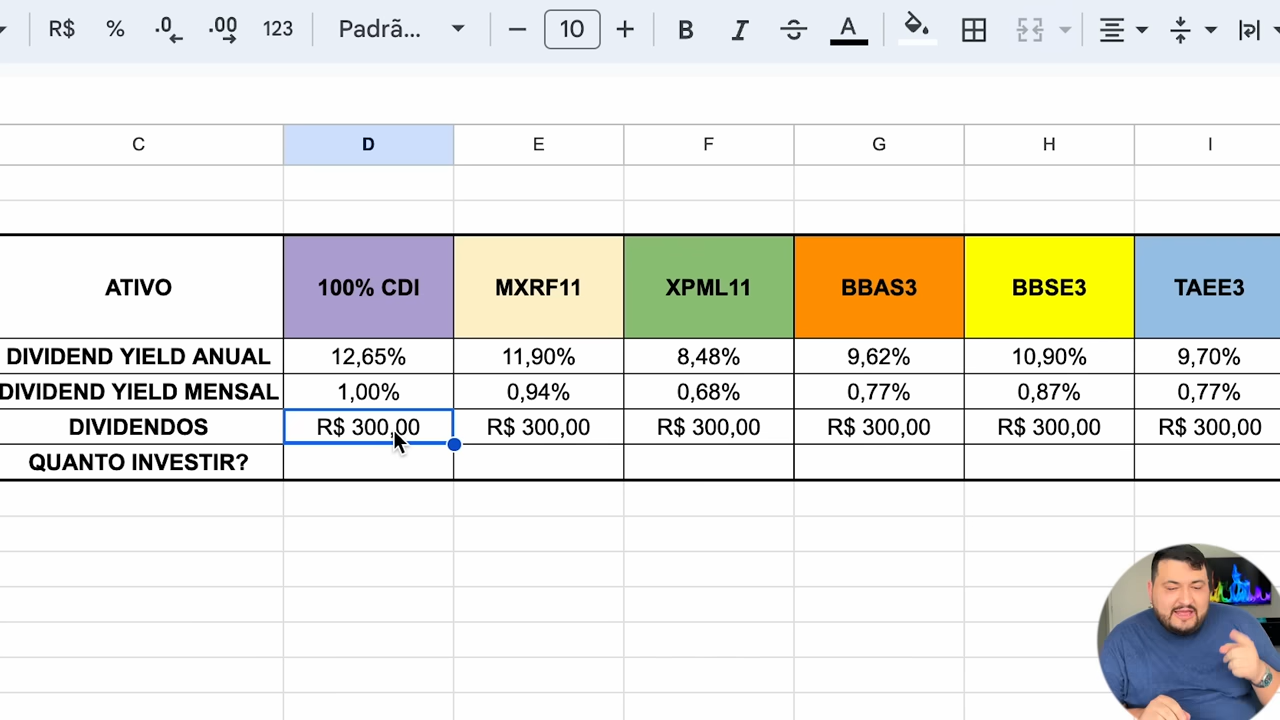 R$ % .0 .00 123 Padrã... − 10 + B I S A
C D E F G H I
ATIVO 100% CDI MXRF11 XPML11 BBAS3 BBSE3 TAEE3
DIVIDEND YIELD ANUAL 12,65% 11,90% 8,48% 9,62% 10,90% 9,70%
DIVIDEND YIELD MENSAL 1,00% 0,94% 0,68% 0,77% 0,87% 0,77%
DIVIDENDOS R$ 300,00 R$ 300,00 R$ 300,00 R$ 300,00 R$ 300,00 R$ 300,00
QUANTO INVESTIR?